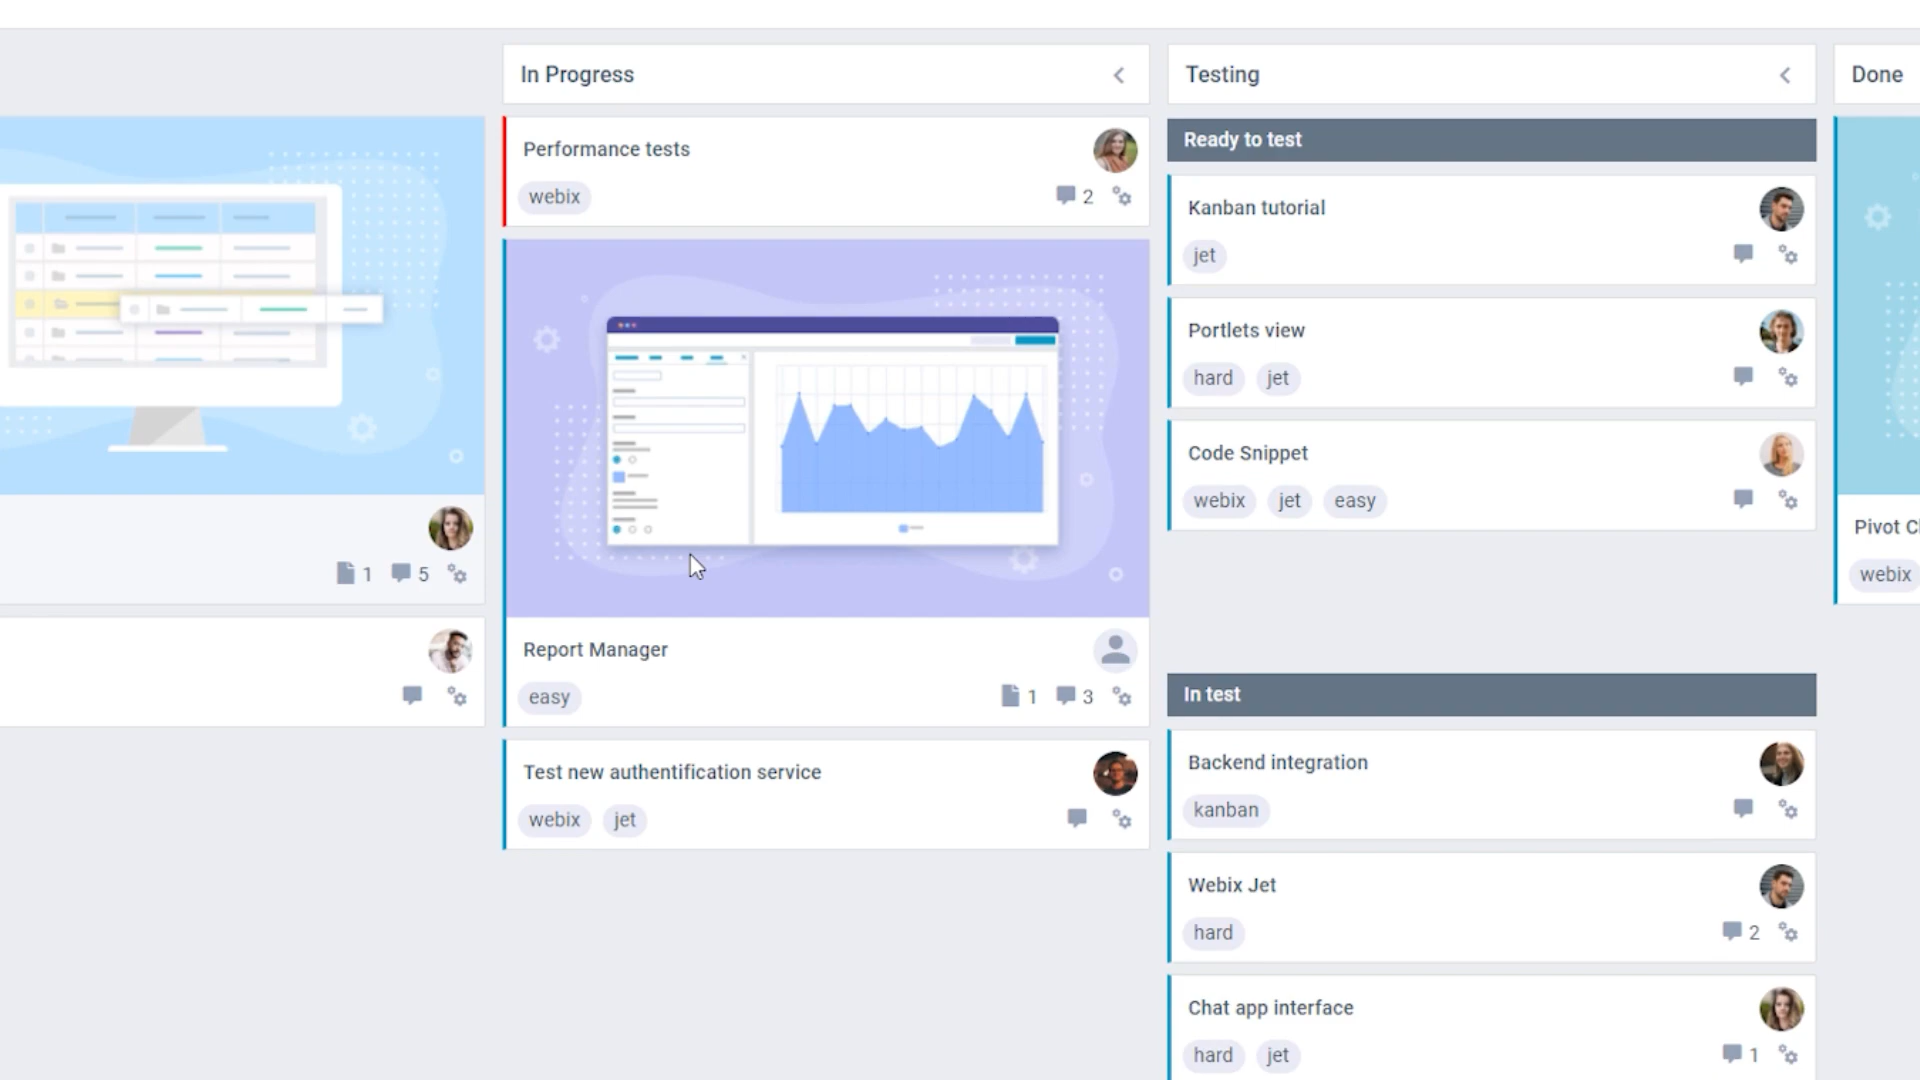 In Progress
Testing
Done
Performance tests
webix
2
Report Manager
easy
1
3
Test new authentification service
webix jet
Ready to test
Kanban tutorial
jet
Portlets view
hard jet
Code Snippet
webix jet easy
In test
Backend integration
kanban
Webix Jet
hard
2
Chat app interface
hard jet
1
1
5
Pivot
webix